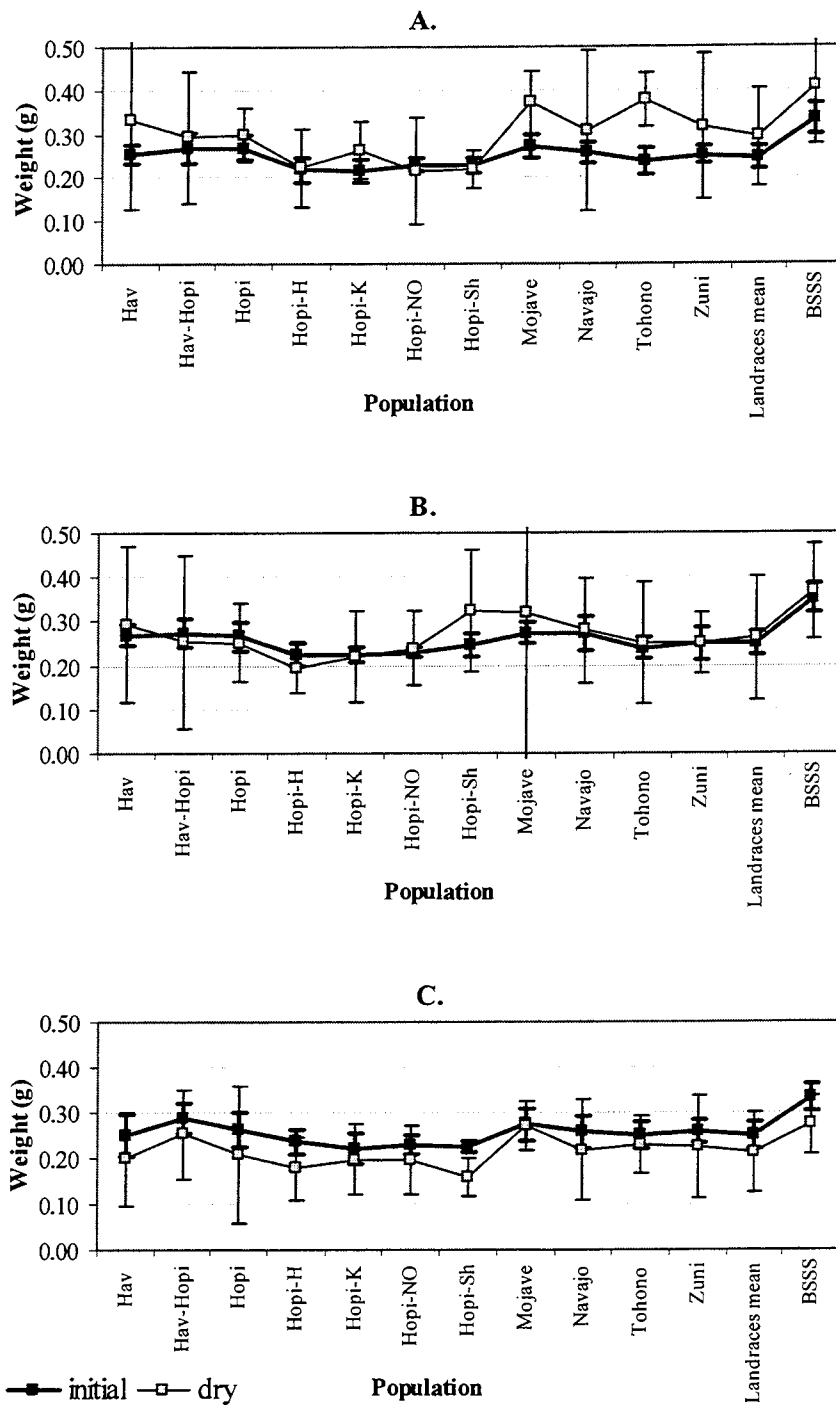 A.
Weight (g)
0.50
0.40
0.30
0.20
0.10
0.00
Hav
Hav-Hopi
Hopi
Hopi-H
Hopi-K
Hopi-NO
Hopi-Sh
Mojave
Navajo
Tohono
Zuni
Landraces mean
BSSS
Population
B.
Weight (g)
0.50
0.40
0.30
0.20
0.10
0.00
Hav
Hav-Hopi
Hopi
Hopi-H
Hopi-K
Hopi-NO
Hopi-Sh
Mojave
Navajo
Tohono
Zuni
Landraces mean
BSSS
Population
C.
Weight (g)
0.50
0.40
0.30
0.20
0.10
0.00
Hav
Hav-Hopi
Hopi
Hopi-H
Hopi-K
Hopi-NO
Hopi-Sh
Mojave
Navajo
Tohono
Zuni
Landraces mean
BSSS
initial dry Population